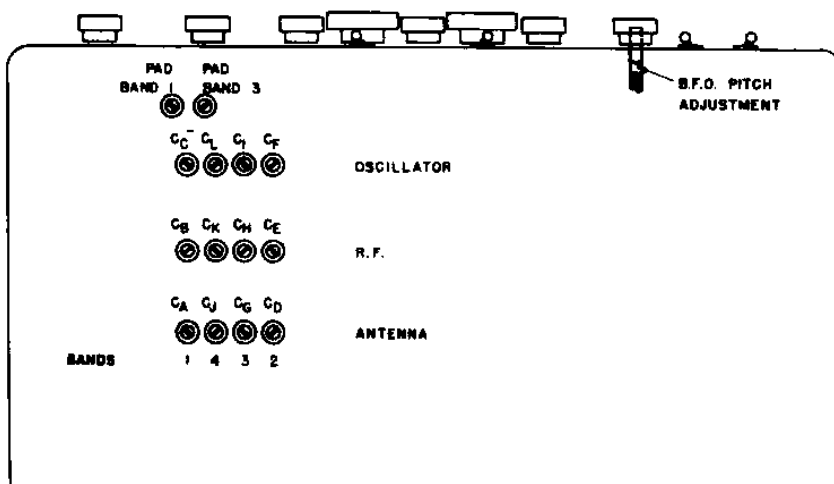 PAD PAD
BAND 1 BAND 3
B.F.O. PITCH
ADJUSTMENT
CC CL CI CF
OSCILLATOR
CB CK CH CE
R.F.
CA CJ CG CD
ANTENNA
BANDS 1 4 3 2